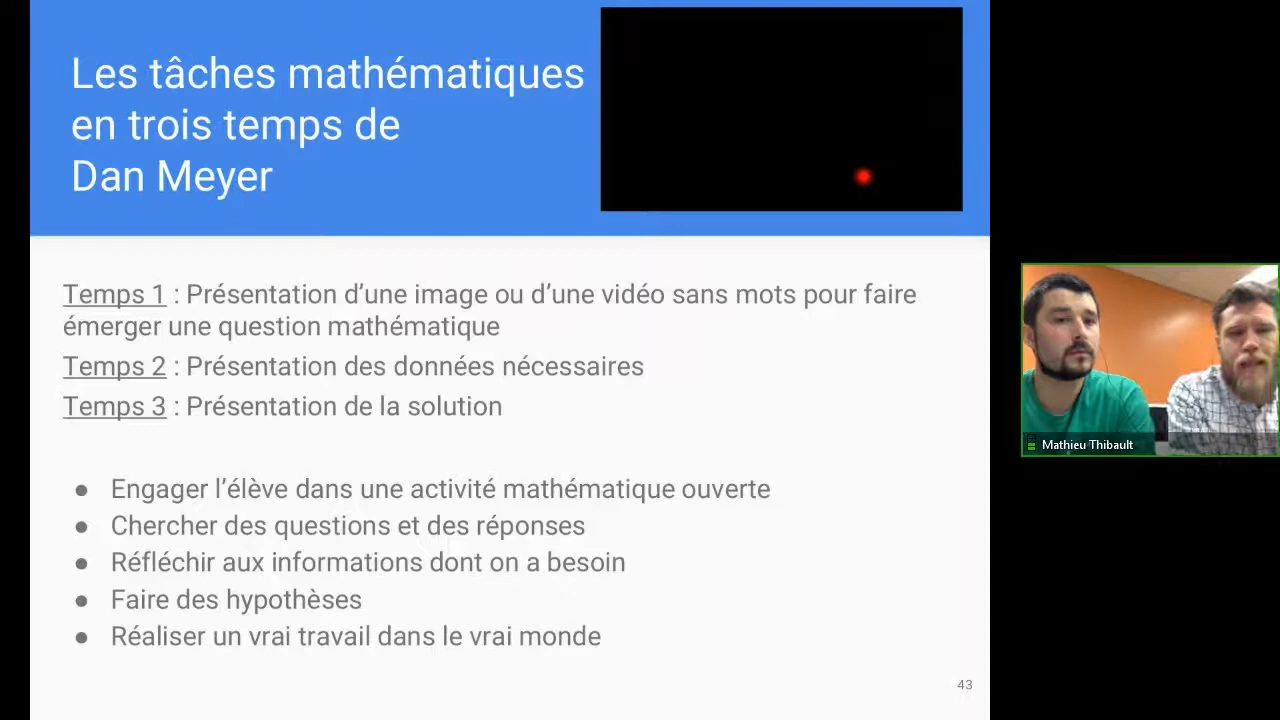 Les tâches mathématiques
en trois temps de
Dan Meyer
Temps 1 : Présentation d’une image ou d’une vidéo sans mots pour faire
émerger une question mathématique
Temps 2 : Présentation des données nécessaires
Temps 3 : Présentation de la solution
● Engager l’élève dans une activité mathématique ouverte
● Chercher des questions et des réponses
● Réfléchir aux informations dont on a besoin
● Faire des hypothèses
● Réaliser un vrai travail dans le vrai monde
43
Mathieu Thibault